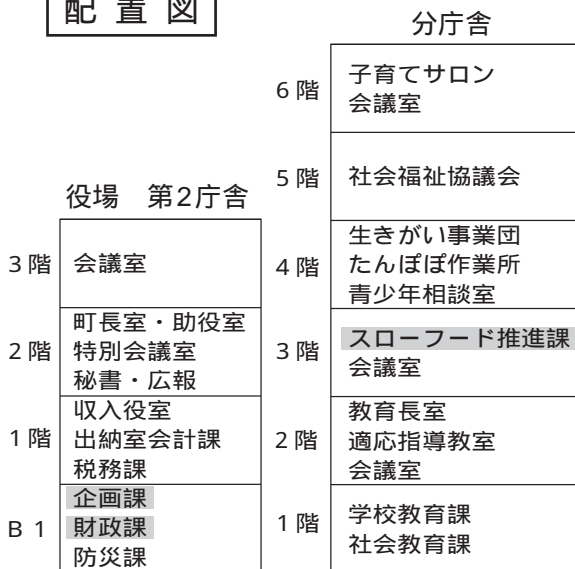 配置図
分庁舎
6階
子育てサロン
会議室
5階
社会福祉協議会
4階
生きがい事業団
たんぽぽ作業所
青少年相談室
3階
スローフード推進課
会議室
2階
教育長室
適応指導教室
会議室
1階
学校教育課
社会教育課
役場 第2庁舎
3階
会議室
2階
町長室・助役室
特別会議室
秘書・広報
1階
収入役室
出納室会計課
税務課
B1
企画課
財政課
防災課